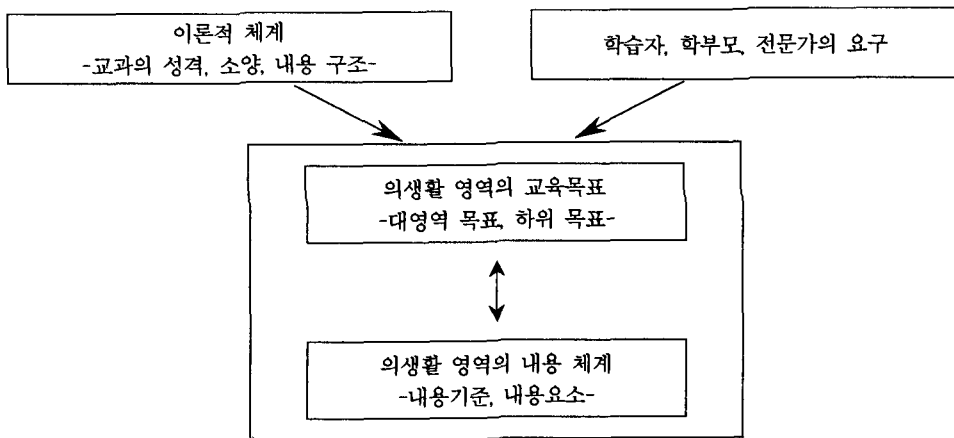 이론적 체계
-교과의 성격, 소양, 내용 구조-
학습자, 학부모, 전문가의 요구
의생활 영역의 교육목표
-대영역 목표, 하위 목표-
의생활 영역의 내용 체계
-내용기준, 내용요소-